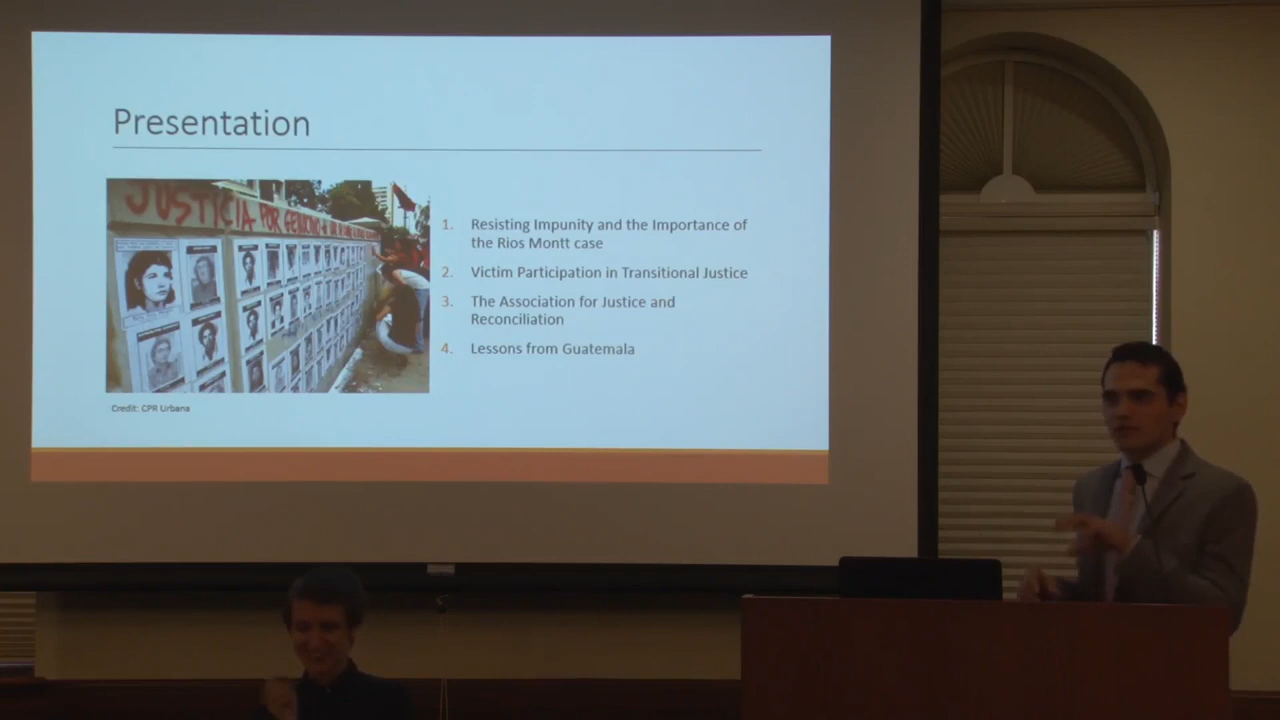 Presentation
JUSTICIA POR GENOCIDIO
1. Resisting Impunity and the Importance of
the Rios Montt case
2. Victim Participation in Transitional Justice
3. The Association for Justice and
Reconciliation
4. Lessons from Guatemala
Credit: CPR Urbana